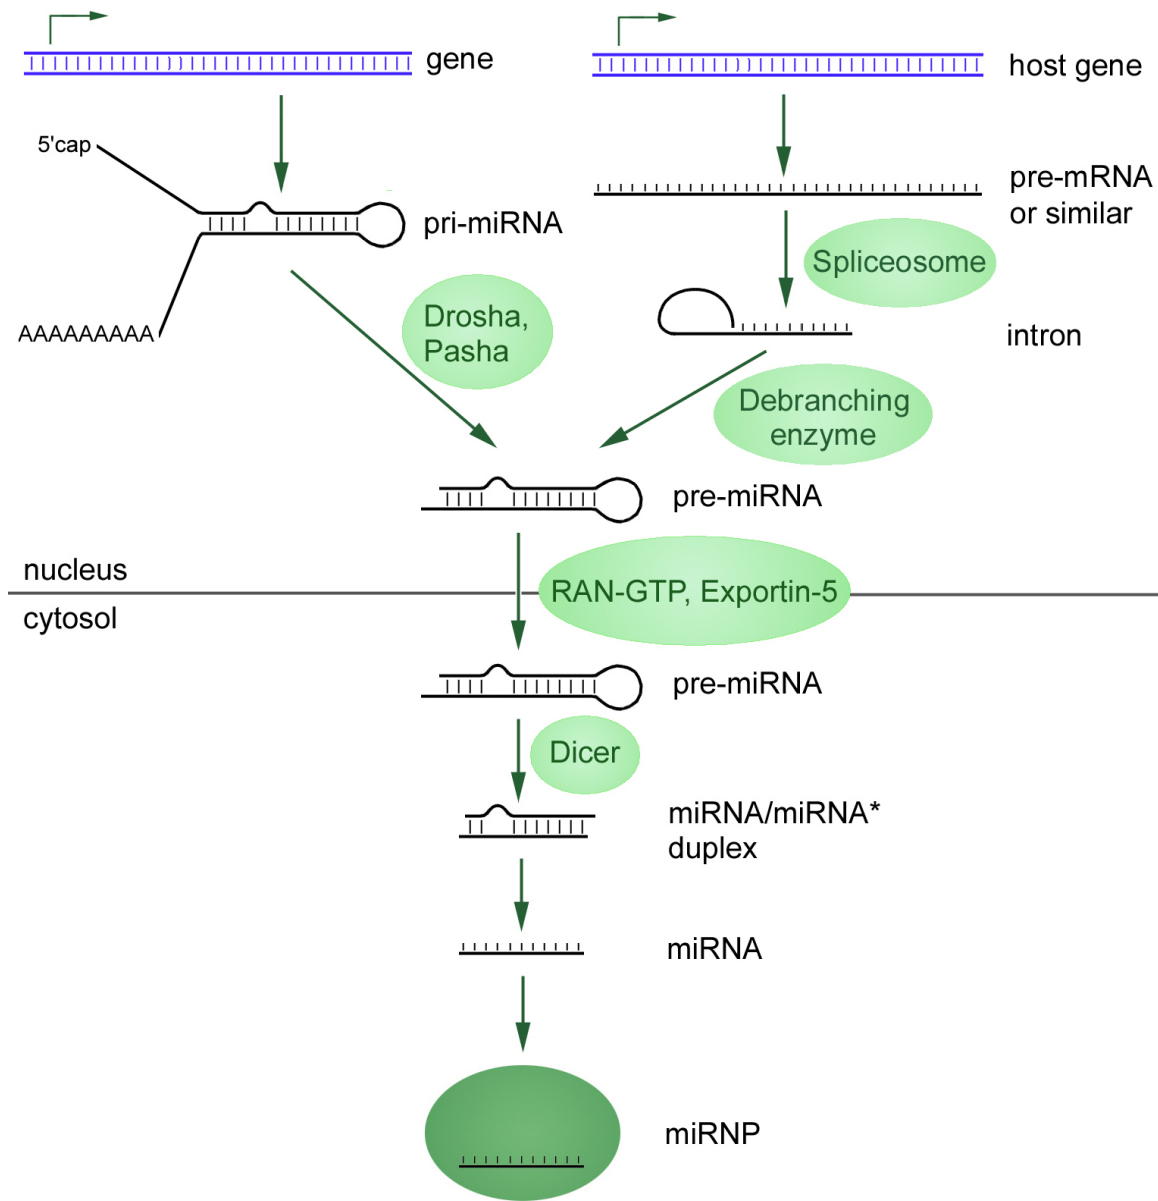 gene
host gene
5'cap
pri-miRNA
pre-mRNA
or similar
Spliceosome
Drosha,
Pasha
AAAAAAAAA
intron
Debranching
enzyme
pre-miRNA
nucleus
RAN-GTP, Exportin-5
cytosol
pre-miRNA
Dicer
miRNA/miRNA*
duplex
miRNA
miRNP